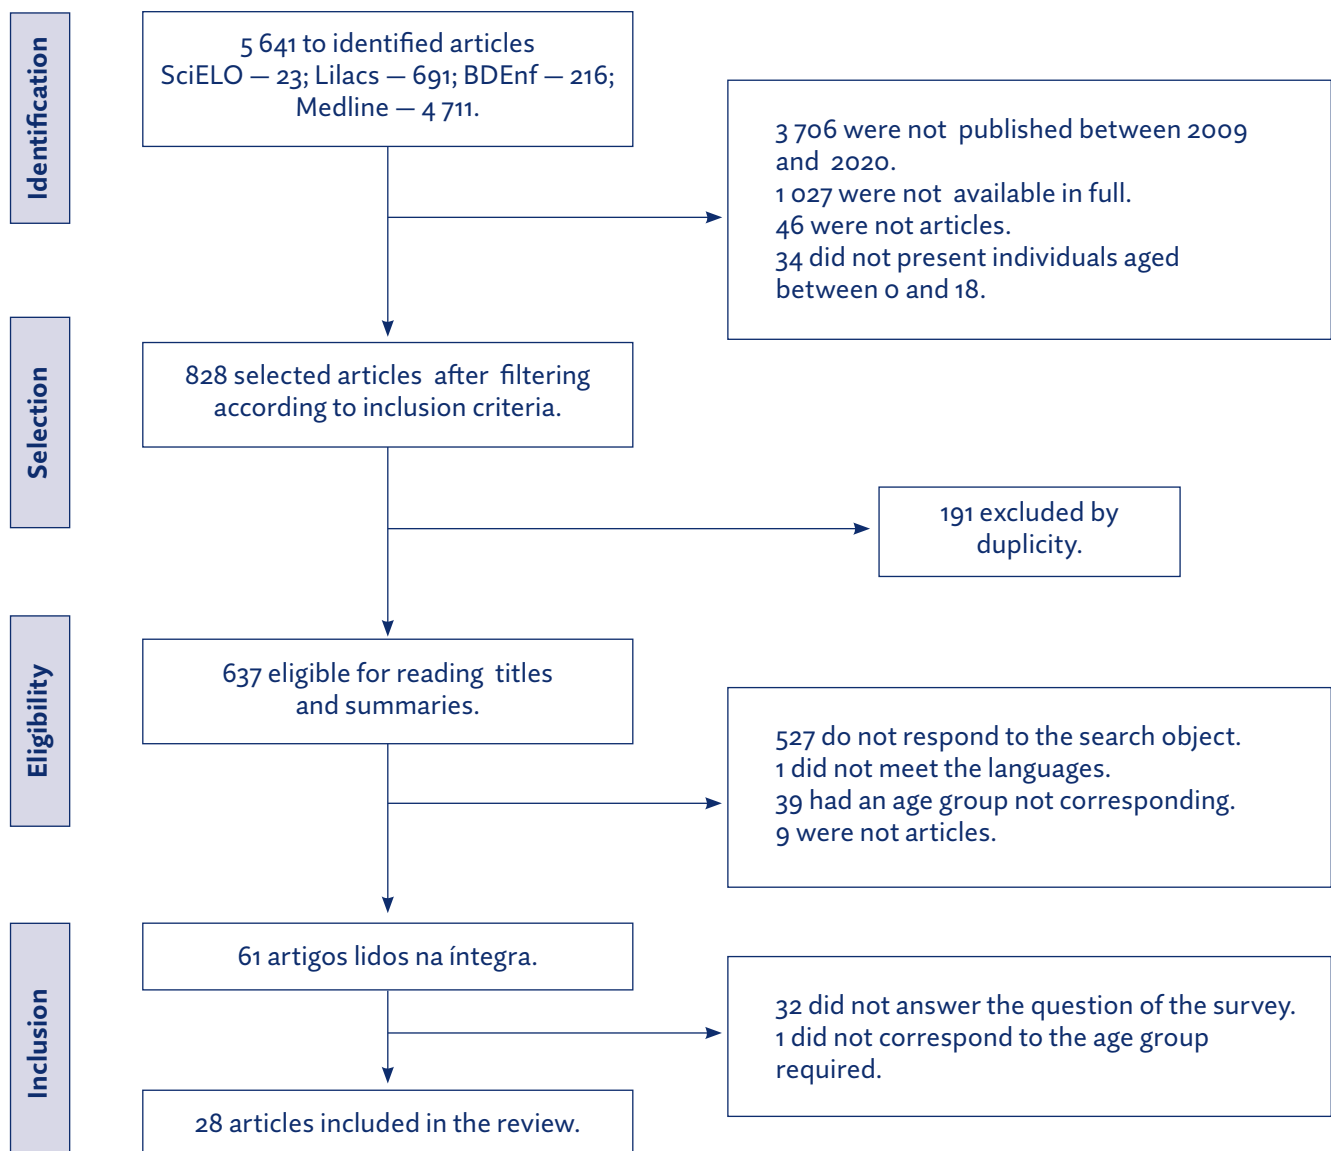 Identification
5 641 to identified articles
SciELO — 23; Lilacs — 691; BDEnf — 216;
Medline — 4 711.
3 706 were not published between 2009
and 2020.
1 027 were not available in full.
46 were not articles.
34 did not present individuals aged
between 0 and 18.
Selection
828 selected articles after filtering
according to inclusion criteria.
191 excluded by
duplicity.
Eligibility
637 eligible for reading titles
and summaries.
527 do not respond to the search object.
1 did not meet the languages.
39 had an age group not corresponding.
9 were not articles.
Inclusion
61 artigos lidos na íntegra.
32 did not answer the question of the survey.
1 did not correspond to the age group
required.
28 articles included in the review.